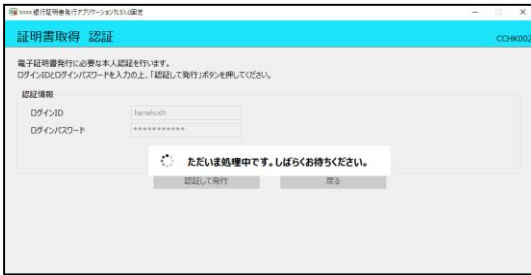 xxxx銀行証明書発行アプリケーションTLS1.0固定
証明書取得 認証
CCHK002
電子証明書発行に必要な本人認証を行います。
ログインIDとログインパスワードを入力の上、「認証して発行」ボタンを押してください。
認証情報
ログインID
hanakodt
ログインパスワード
***********
ただいま処理中です。しばらくお待ちください。
認証して発行
戻る